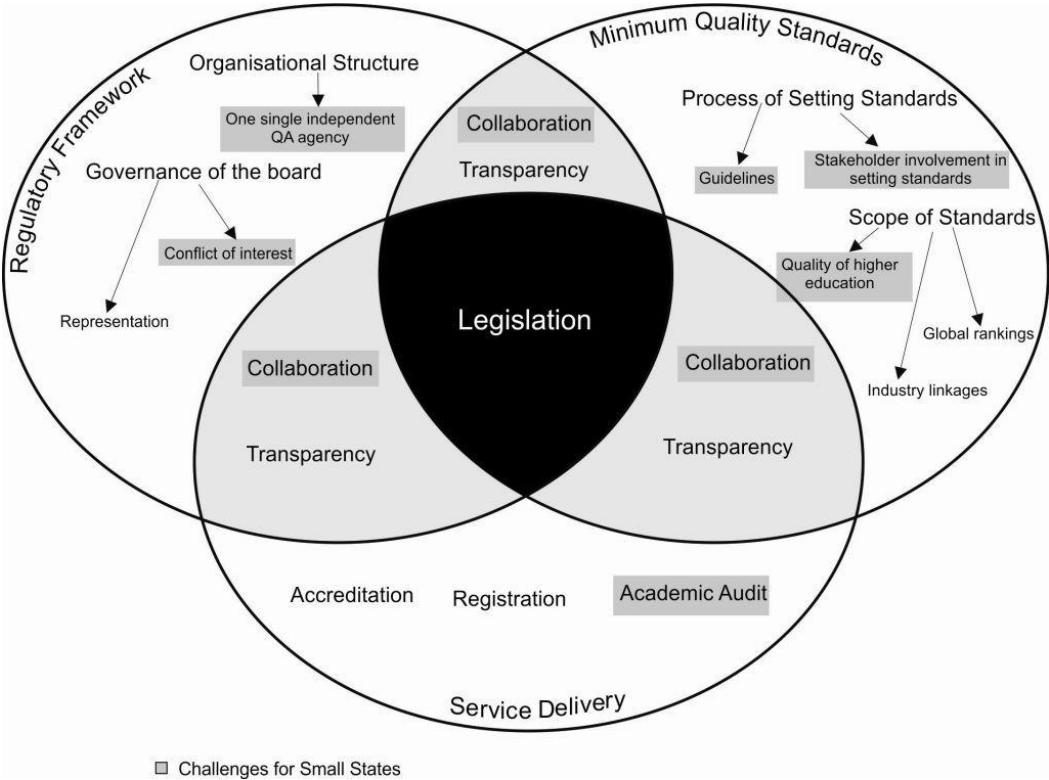 Regulatory Framework
Organisational Structure
One single independent
QA agency
Governance of the board
Conflict of interest
Representation
Minimum Quality Standards
Process of Setting Standards
Guidelines
Stakeholder involvement in
setting standards
Scope of Standards
Quality of higher
education
Global rankings
Industry linkages
Collaboration
Transparency
Legislation
Collaboration
Transparency
Collaboration
Transparency
Accreditation
Registration
Academic Audit
Service Delivery
Challenges for Small States